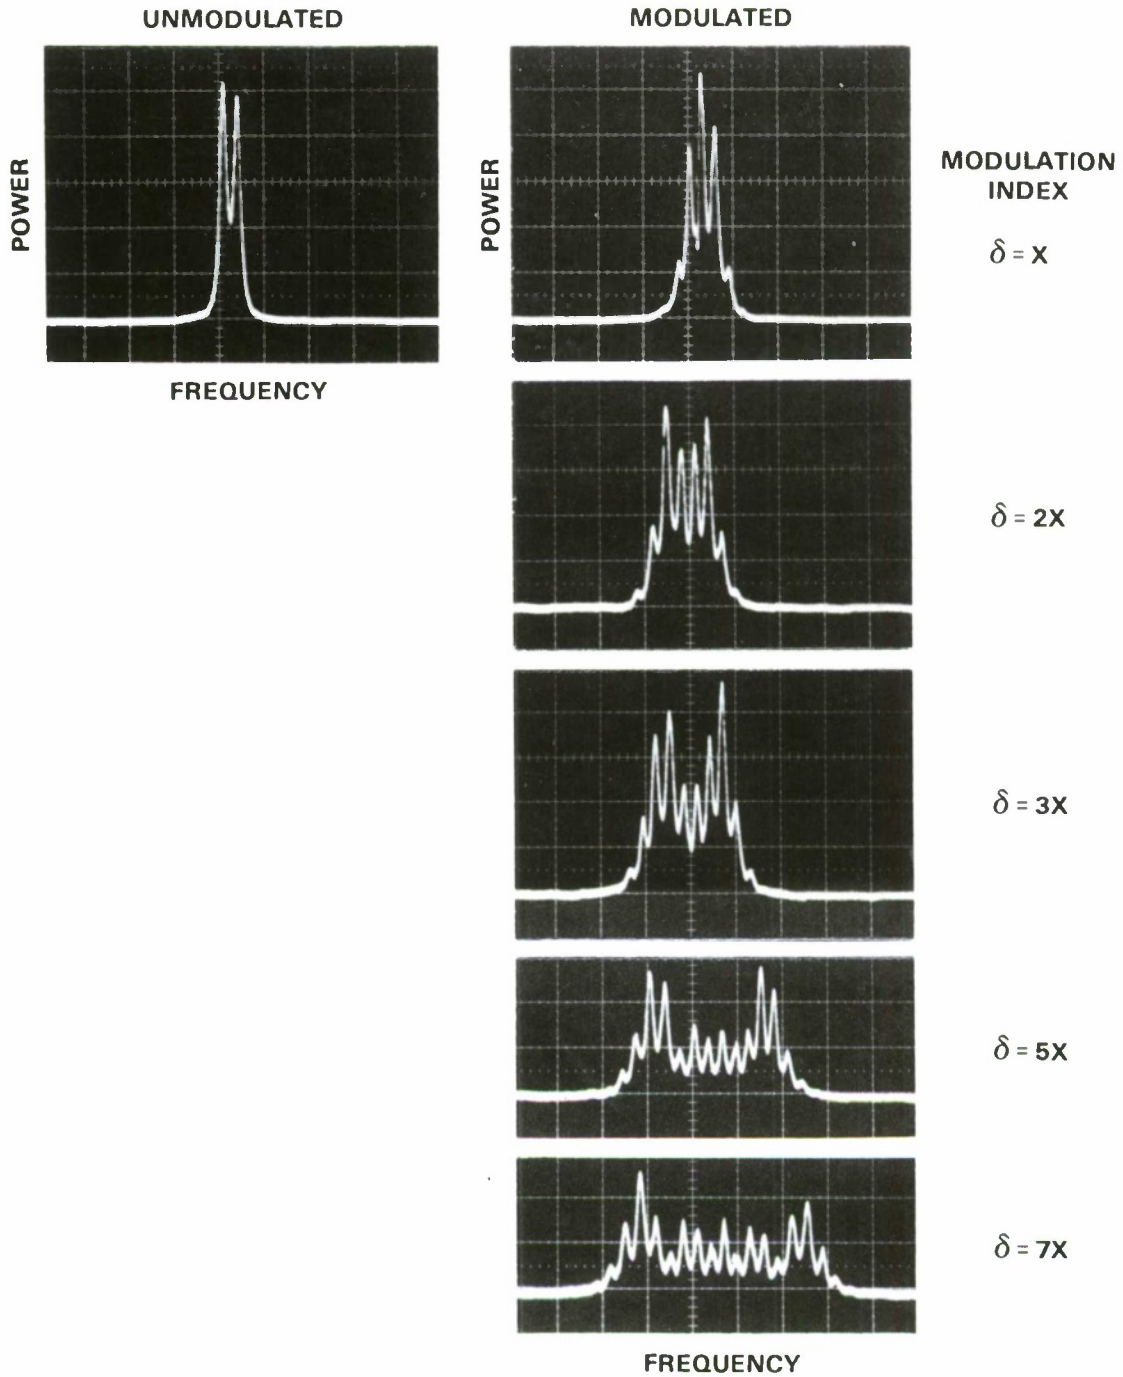 UNMODULATED
MODULATED
POWER
POWER
MODULATION
INDEX
δ = X
FREQUENCY
δ = 2X
δ = 3X
δ = 5X
δ = 7X
FREQUENCY